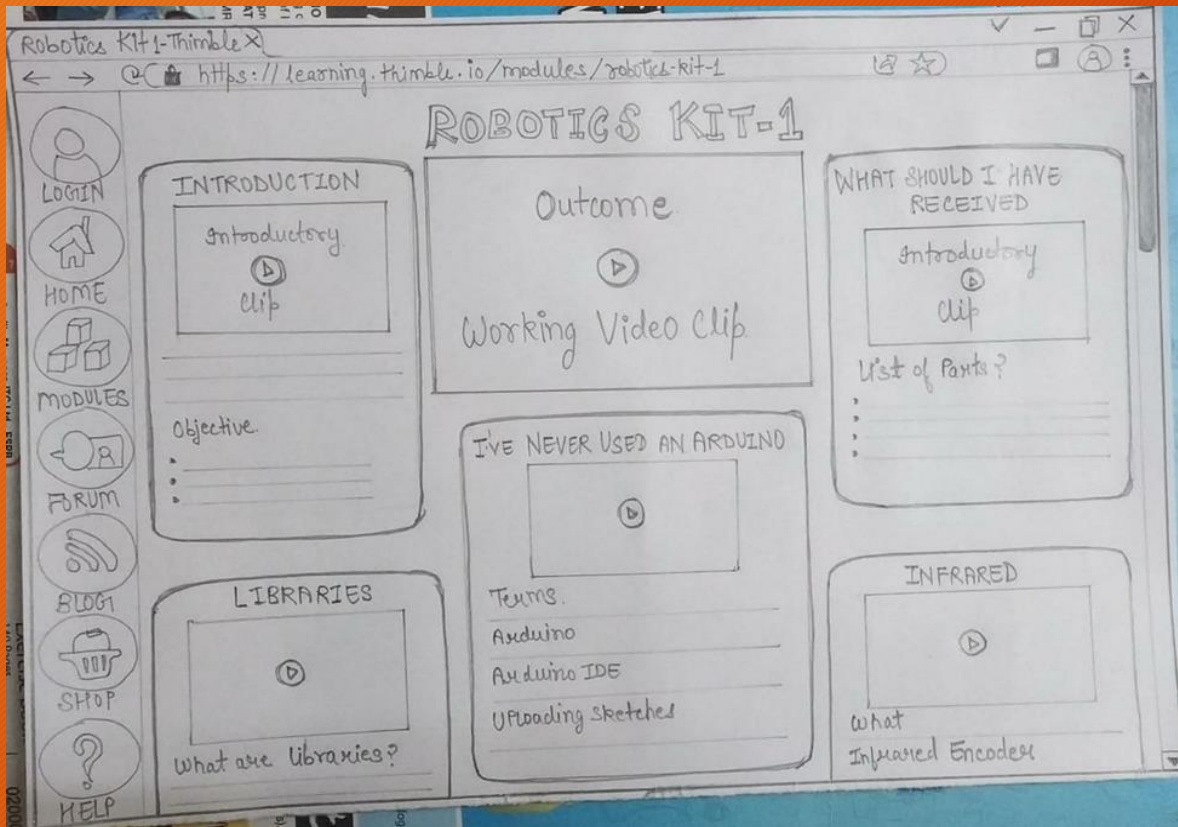 Robotics Kit 1-Thimble X
https://learning.thimble.io/modules/robotics-kit-1
ROBOTICS KIT-1
LOGIN
HOME
MODULES
FORUM
BLOG
SHOP
HELP
INTRODUCTION
Introductory
Clip
Objective.
Outcome
Working Video Clip.
WHAT SHOULD I HAVE
RECEIVED
Introductory
Clip
List of Parts?
I'VE NEVER USED AN ARDUINO
Terms.
Arduino
Arduino IDE
Uploading Sketches
LIBRARIES
What are libraries?
INFRARED
What
Infrared Encoder